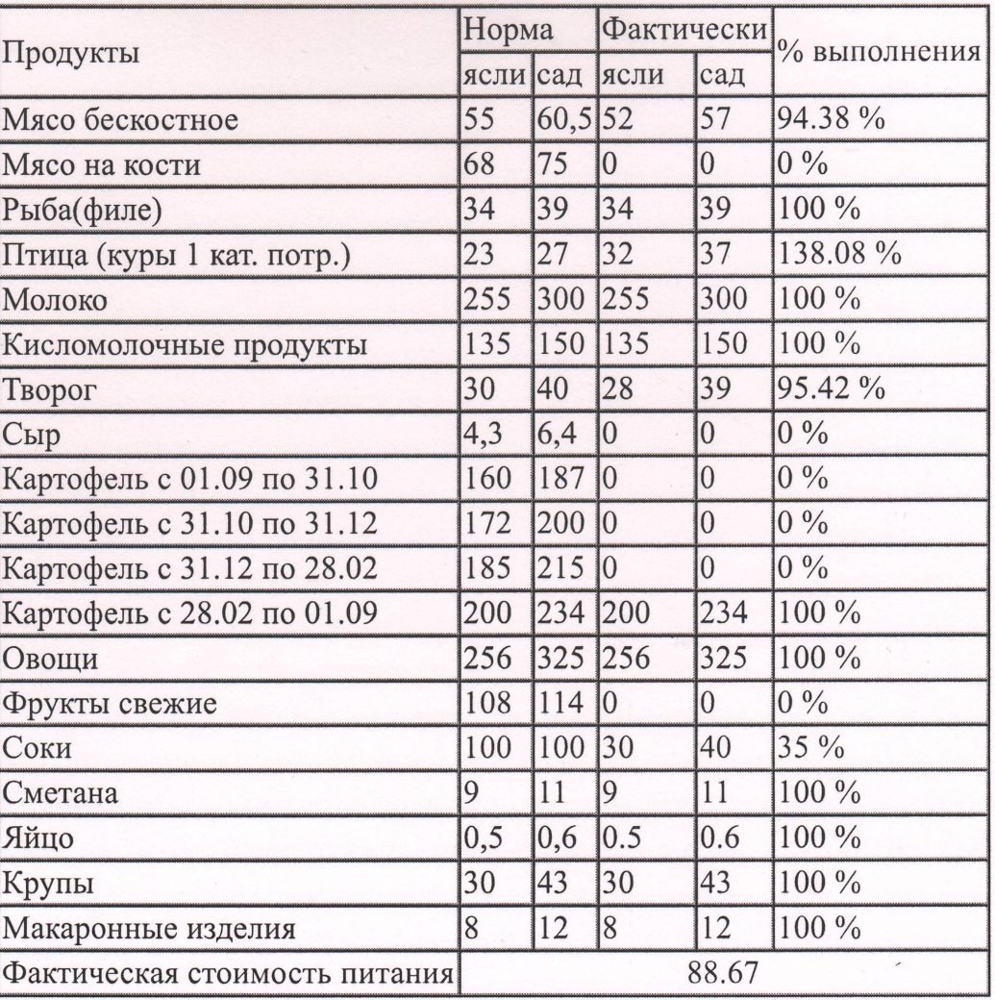 Продукты Норма Фактически % выполнения
ясли сад ясли сад
Мясо бескостное 55 60,5 52 57 94.38 %
Мясо на кости 68 75 0 0 0 %
Рыба(филе) 34 39 34 39 100 %
Птица (куры 1 кат. потр.) 23 27 32 37 138.08 %
Молоко 255 300 255 300 100 %
Кисломолочные продукты 135 150 135 150 100 %
Творог 30 40 28 39 95.42 %
Сыр 4,3 6,4 0 0 0 %
Картофель с 01.09 по 31.10 160 187 0 0 0 %
Картофель с 31.10 по 31.12 172 200 0 0 0 %
Картофель с 31.12 по 28.02 185 215 0 0 0 %
Картофель с 28.02 по 01.09 200 234 200 234 100 %
Овощи 256 325 256 325 100 %
Фрукты свежие 108 114 0 0 0 %
Соки 100 100 30 40 35 %
Сметана 9 11 9 11 100 %
Яйцо 0,5 0,6 0.5 0.6 100 %
Крупы 30 43 30 43 100 %
Макаронные изделия 8 12 8 12 100 %
Фактическая стоимость питания 88.67